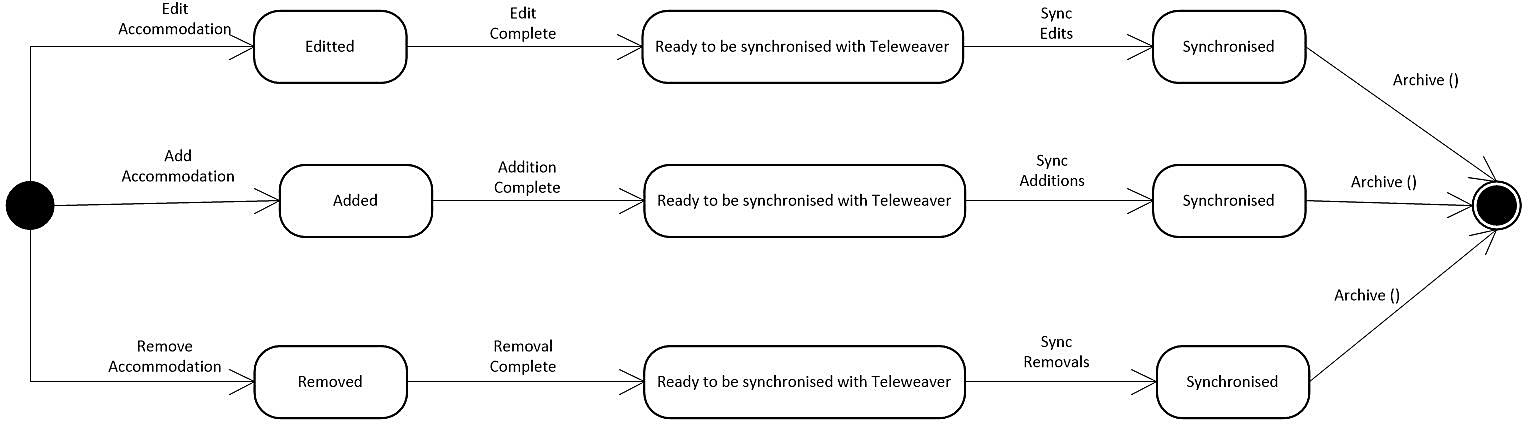 Edit
Accommodation
Editted
Edit
Complete
Ready to be synchronised with Teleweaver
Sync
Edits
Synchronised
Archive ()
Add
Accommodation
Added
Addition
Complete
Ready to be synchronised with Teleweaver
Sync
Additions
Synchronised
Archive ()
Remove
Accommodation
Removed
Removal
Complete
Ready to be synchronised with Teleweaver
Sync
Removals
Synchronised
Archive ()